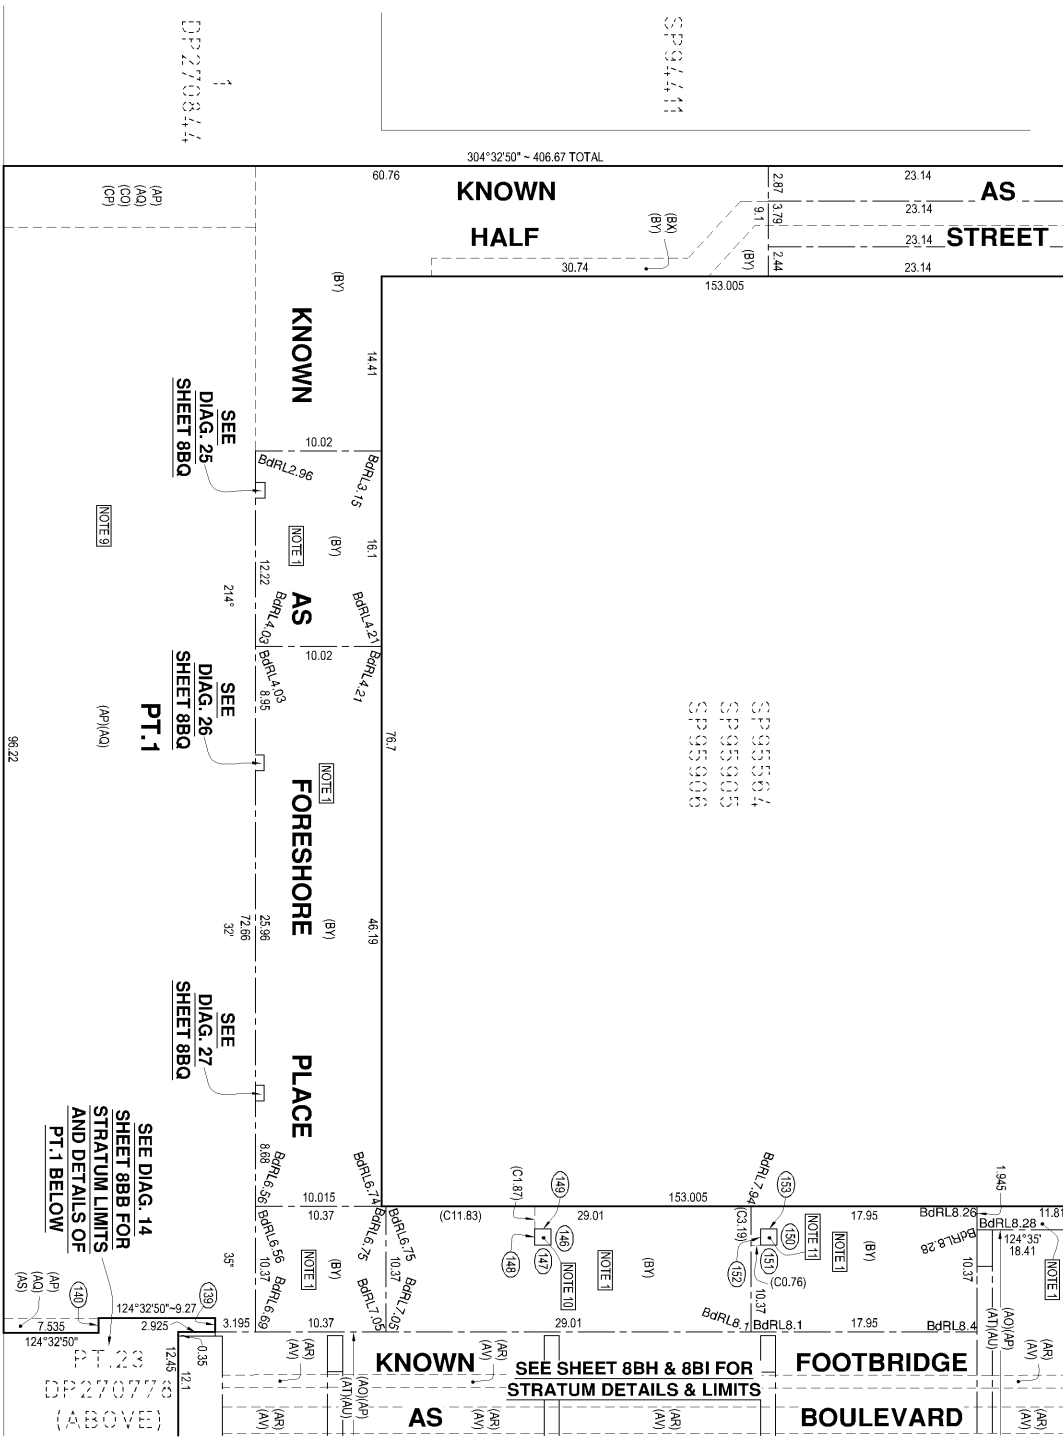 1
DP270844
SP94411
304°32'50" ~ 406.67 TOTAL
60.76
KNOWN
AS
HALF
STREET
2.87
3.79
9.1
2.44
23.14
23.14
23.14
23.14
(AP)
(AQ)
(CO)
(CP)
(BX)
(BY)
(BY)
(BY)
30.74
153.005
KNOWN
14.41
SEE
DIAG. 25
SHEET 8BQ
10.02
BdRL2.96
BdRL3.15
NOTE 9
NOTE 1
(BY)
16.1
12.22
214°
AS
BdRL4.03
BdRL4.21
10.02
BdRL4.03
8.95
BdRL4.21
SEE
DIAG. 26
SHEET 8BQ
PT.1
(AP)(AQ)
96.22
76.7
NOTE 1
FORESHORE
SP95564
SP95905
SP95906
(BY)
46.19
25.96
72.66
32'
SEE
DIAG. 27
SHEET 8BQ
PLACE
SEE DIAG. 14
SHEET 8BB FOR
STRATUM LIMITS
AND DETAILS OF
PT.1 BELOW
8.68
BdRL6.56
BdRL6.74
10.015
10.37
BdRL6.56
10.37
BdRL6.69
BdRL6.75
BdRL6.75
10.37
BdRL7.05
BdRL7.05
35"
NOTE 1
(BY)
(C1.87)
(C11.83)
149
146
147
148
NOTE 10
29.01
153.005
NOTE 1
(BY)
BdRL7.94
153
(C3.19)
150
151
152
(C0.76)
10.37
NOTE 11
NOTE 1
(BY)
17.95
1.945
BdRL8.26
BdRL8.28
BdRL8.28
11.81
124°35'
18.41
10.37
NOTE 1
(AP)
(AQ)
(AS)
140
124°32'50"~9.27
139
7.535
124°32'50"
2.925
3.195
10.37
29.01
BdRL8.1
BdRL8.1
17.95
BdRL8.4
0.35
12.45
12.1
PT.23
DP270778
(ABOVE)
(AR)
(AV)
(AO)(AP)
(AT)(AU)
KNOWN
(AR)
(AV)
SEE SHEET 8BH & 8BI FOR
STRATUM DETAILS & LIMITS
FOOTBRIDGE
(AO)(AP)
(AT)(AU)
(AR)
(AV)
(AR)
(AV)
AS
(AR)
(AV)
(AR)
(AV)
BOULEVARD
(AR)
(AV)